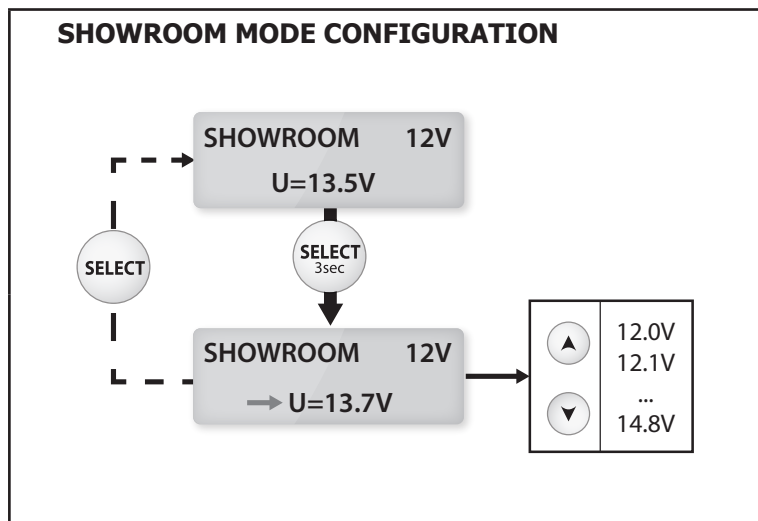 SHOWROOM MODE CONFIGURATION
SHOWROOM 12V
U=13.5V
SELECT
SELECT
3sec
SHOWROOM 12V
U=13.7V
12.0V
12.1V
...
14.8V